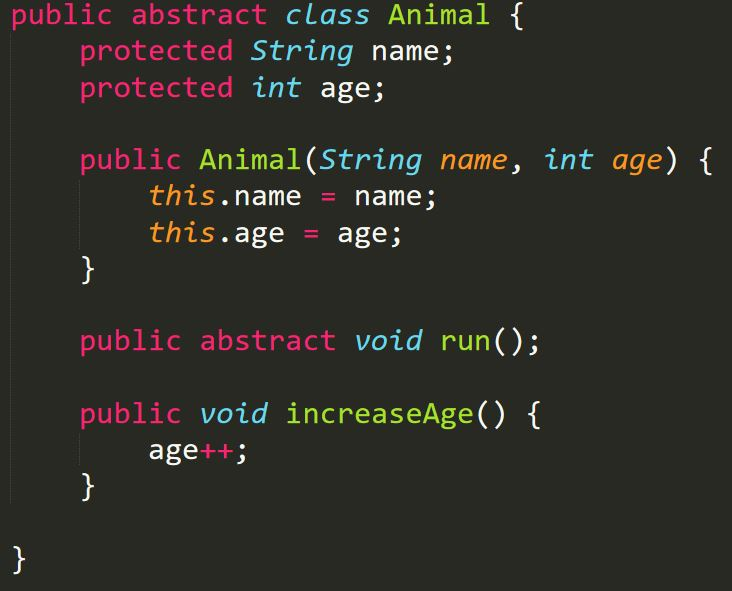 public abstract class Animal {
    protected String name;
    protected int age;

    public Animal(String name, int age) {
        this.name = name;
        this.age = age;
    }

    public abstract void run();

    public void increaseAge() {
        age++;
    }

}